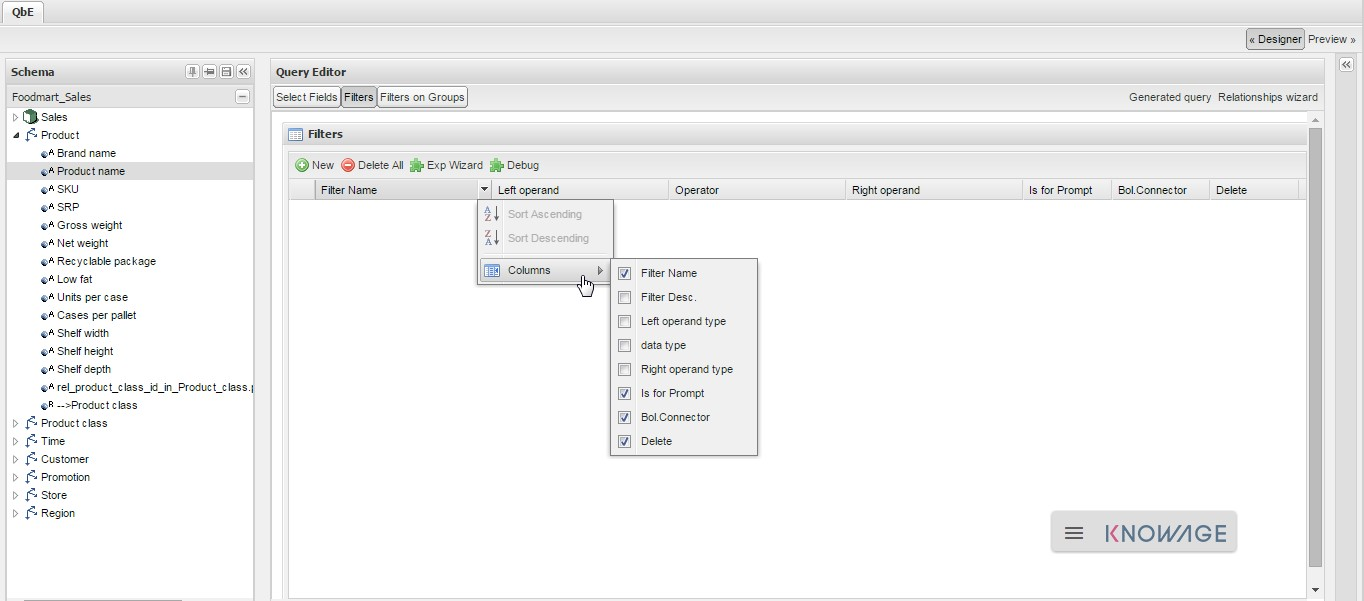 QbE
« Designer Preview »
Schema
Foodmart_Sales
Sales
Product
A Brand name
A Product name
A SKU
A SRP
A Gross weight
A Net weight
A Recyclable package
A Low fat
A Units per case
A Cases per pallet
A Shelf width
A Shelf height
A Shelf depth
A rel_product_class_id_in_Product_class.p
R -->Product class
Product class
Time
Customer
Promotion
Store
Region
Query Editor
Select Fields Filters Filters on Groups Generated query Relationships wizard
Filters
New Delete All Exp Wizard Debug
Filter Name Left operand Operator Right operand Is for Prompt Bol.Connector Delete
Sort Ascending
Sort Descending
Columns
Filter Name
Filter Desc.
Left operand type
data type
Right operand type
Is for Prompt
Bol.Connector
Delete
KNOWAGE